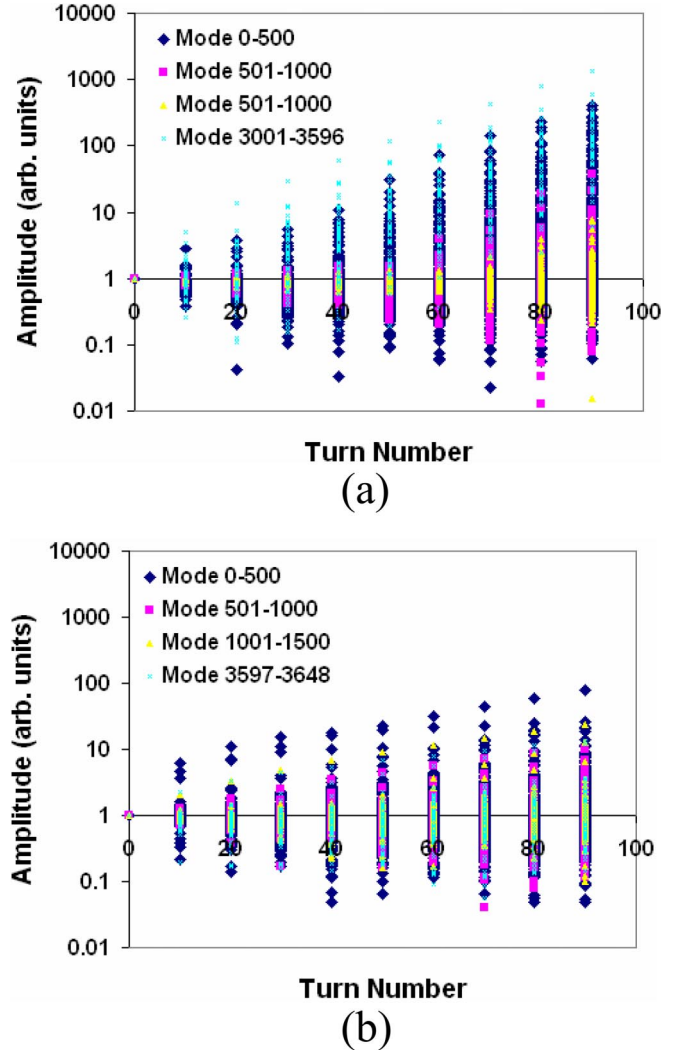 10000
1000
100
10
1
0.1
0.01
Amplitude (arb. units)
Mode 0-500
Mode 501-1000
Mode 501-1000
Mode 3001-3596
0 20 40 60 80 100
Turn Number
(a)
10000
1000
100
10
1
0.1
0.01
Amplitude (arb. units)
Mode 0-500
Mode 501-1000
Mode 1001-1500
Mode 3597-3648
0 20 40 60 80 100
Turn Number
(b)